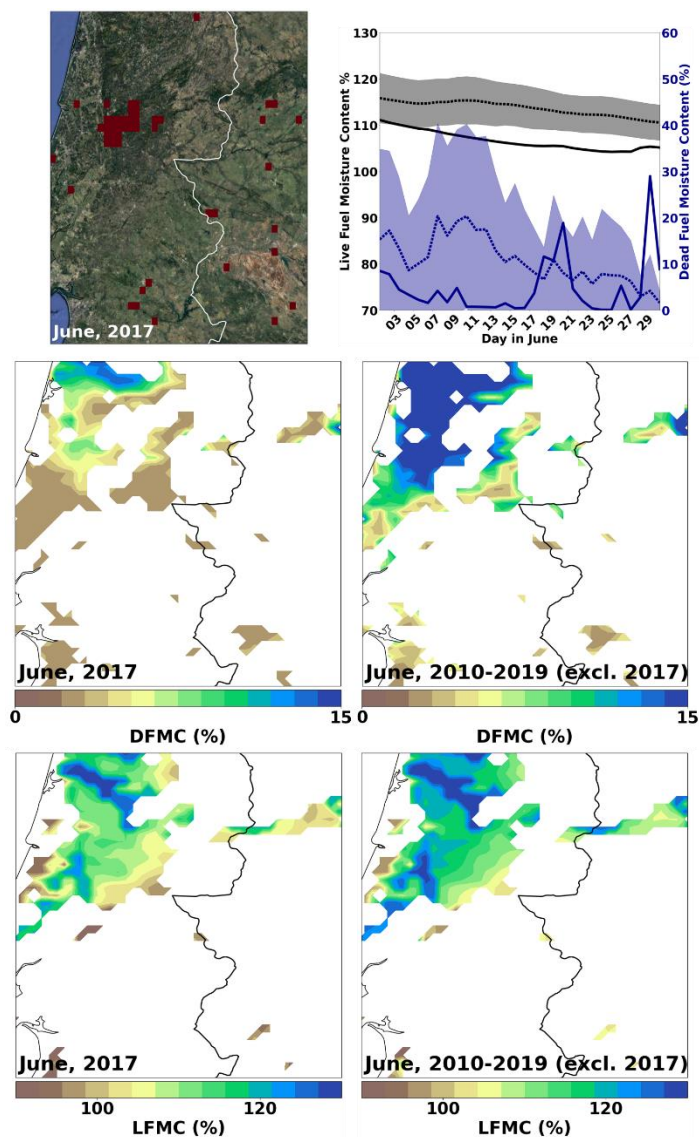 June, 2017
Live Fuel Moisture Content %
130
120
110
100
90
80
70
60
50
40
30
20
10
0
Dead Fuel Moisture Content (%)
03 05 07 09 11 13 15 17 19 21 23 25 27 29
Day in June
June, 2017
0 15
DFMC (%)
June, 2010-2019 (excl. 2017)
0 15
DFMC (%)
June, 2017
100 120
LFMC (%)
June, 2010-2019 (excl. 2017)
100 120
LFMC (%)